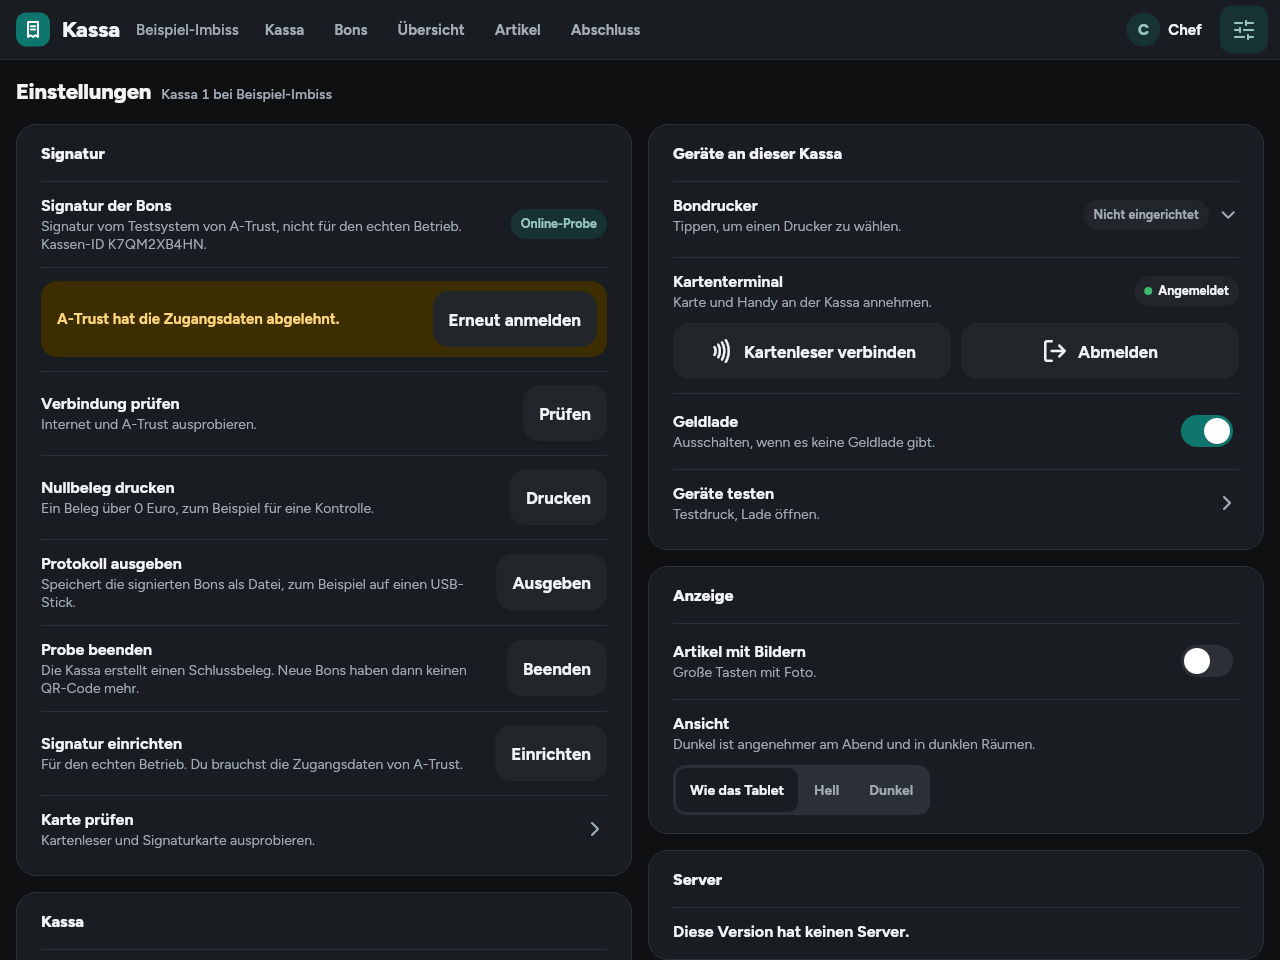 Kassa Beispiel-Imbiss Kassa Bons Übersicht Artikel Abschluss C Chef
Einstellungen Kassa 1 bei Beispiel-Imbiss
Signatur
Signatur der Bons
Signatur vom Testsystem von A-Trust, nicht für den echten Betrieb.
Kassen-ID K7QM2XB4HN.
Online-Probe
A-Trust hat die Zugangsdaten abgelehnt.
Erneut anmelden
Verbindung prüfen
Internet und A-Trust ausprobieren.
Prüfen
Nullbeleg drucken
Ein Beleg über 0 Euro, zum Beispiel für eine Kontrolle.
Drucken
Protokoll ausgeben
Speichert die signierten Bons als Datei, zum Beispiel auf einen USB-
Stick.
Ausgeben
Probe beenden
Die Kassa erstellt einen Schlussbeleg. Neue Bons haben dann keinen
QR-Code mehr.
Beenden
Signatur einrichten
Für den echten Betrieb. Du brauchst die Zugangsdaten von A-Trust.
Einrichten
Karte prüfen
Kartenleser und Signaturkarte ausprobieren.
Kassa
Geräte an dieser Kassa
Bondrucker
Tippen, um einen Drucker zu wählen.
Nicht eingerichtet
Kartenterminal
Karte und Handy an der Kassa annehmen.
Angemeldet
Kartenleser verbinden
Abmelden
Geldlade
Ausschalten, wenn es keine Geldlade gibt.
Geräte testen
Testdruck, Lade öffnen.
Anzeige
Artikel mit Bildern
Große Tasten mit Foto.
Ansicht
Dunkel ist angenehmer am Abend und in dunklen Räumen.
Wie das Tablet Hell Dunkel
Server
Diese Version hat keinen Server.